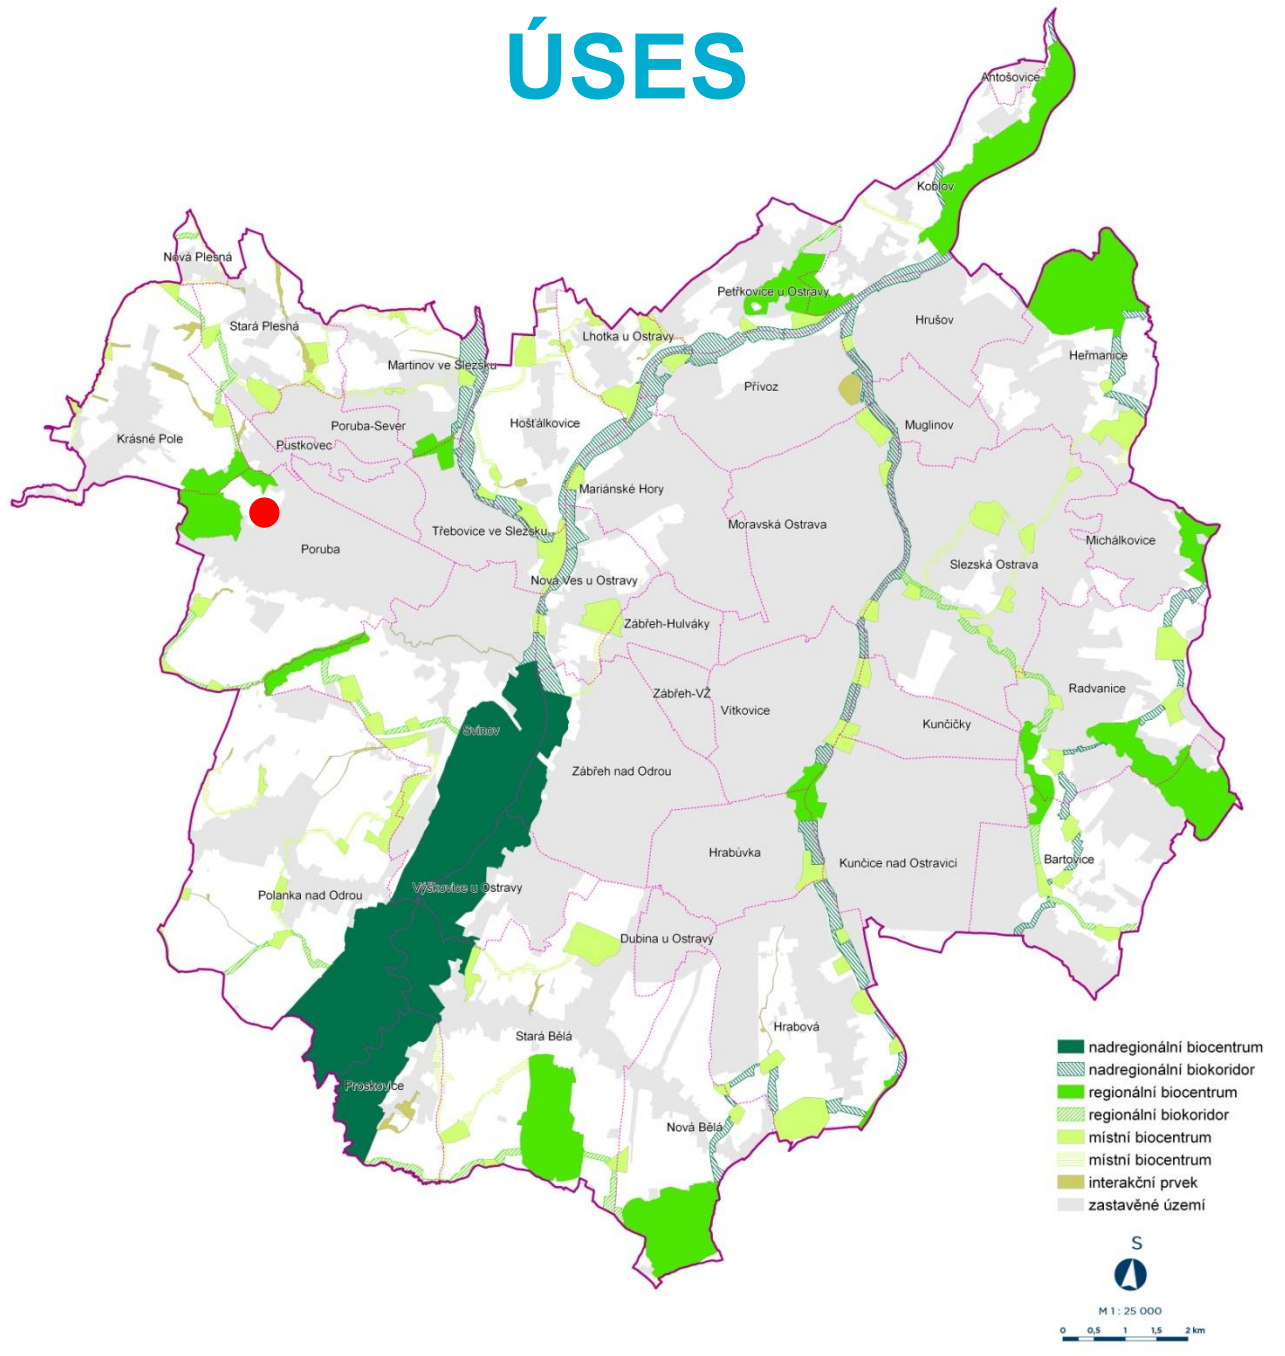 ÚSES
Antošovice
Koblov
Nová Plesná
Petřkovice u Ostravy
Hrušov
Stará Plesná
Lhotka u Ostravy
Heřmanice
Martinov ve Slezsku
Přívoz
Hošťálkovice
Poruba-Sever
Muglinov
Krásné Pole
Pustkovec
Mariánské Hory
Moravská Ostrava
Třebovice ve Slezsku
Michálkovice
Poruba
Slezská Ostrava
Nová Ves u Ostravy
Zábřeh-Hulváky
Radvanice
Zábřeh-VŽ
Vítkovice
Kunčičky
Svinov
Zábřeh nad Odrou
Hrabůvka
Kunčice nad Ostravicí
Bartovice
Výškovice u Ostravy
Polanka nad Odrou
Dubina u Ostravy
Hrabová
Stará Bělá
Proskovice
Nová Bělá
nadregionální biocentrum
nadregionální biokoridor
regionální biocentrum
regionální biokoridor
místní biocentrum
místní biocentrum
interakční prvek
zastavěné území
S
M 1 : 25 000
0 0,5 1 1,5 2 km